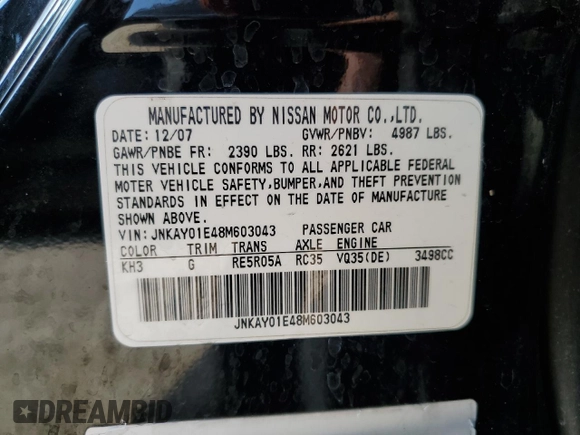 MANUFACTURED BY NISSAN MOTOR CO.,LTD.
DATE: 12/07 GVWR/PNBV: 4987 LBS.
GAWR/PNBE FR: 2390 LBS. RR: 2621 LBS.
THIS VEHICLE CONFORMS TO ALL APPLICABLE FEDERAL
MOTOR VEHICLE SAFETY,BUMPER,AND THEFT PREVENTION
STANDARDS IN EFFECT ON THE DATE OF MANUFACTURE
SHOWN ABOVE.
VIN: JNKAY01E48M603043 PASSENGER CAR
COLOR TRIM TRANS AXLE ENGINE
KH3 G RE5R05A RC35 VQ35(DE) 3498CC
JNKAY01E48M603043
DREAMBID